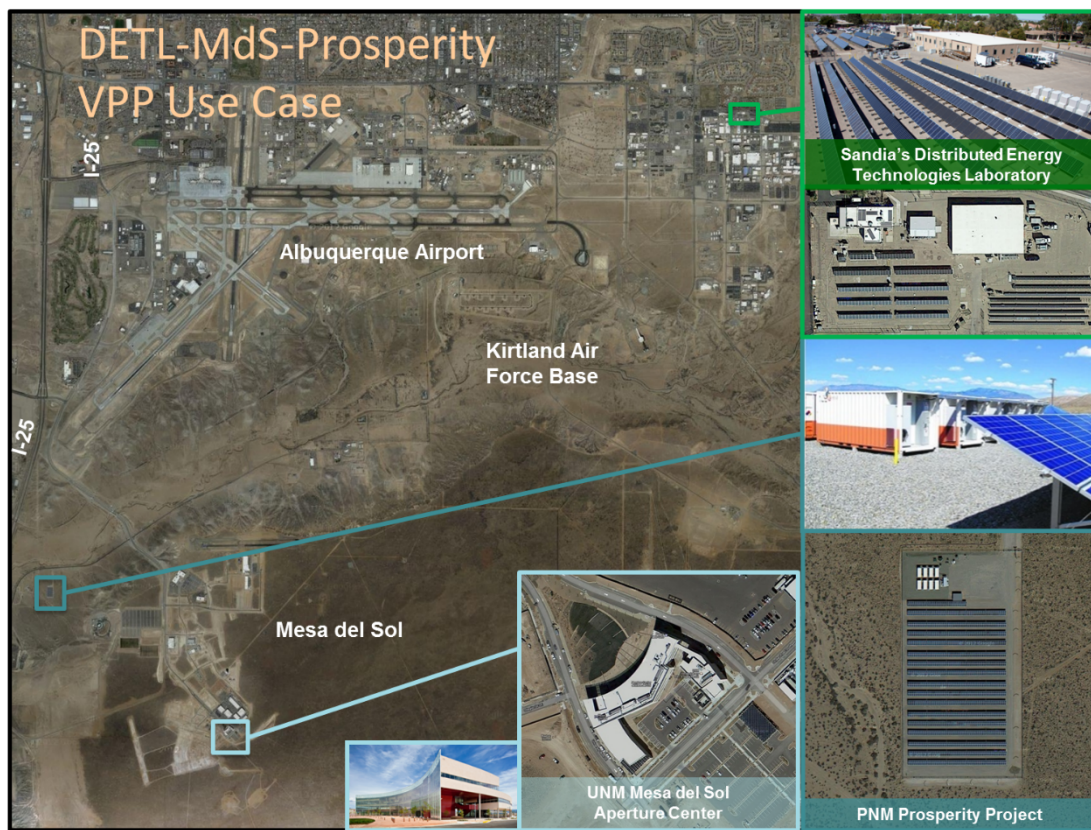 DETL-MdS-Prosperity
VPP Use Case
I-25
Sandia's Distributed Energy
Technologies Laboratory
Albuquerque Airport
Kirtland Air
Force Base
I-25
Mesa del Sol
UNM Mesa del Sol
Aperture Center
PNM Prosperity Project